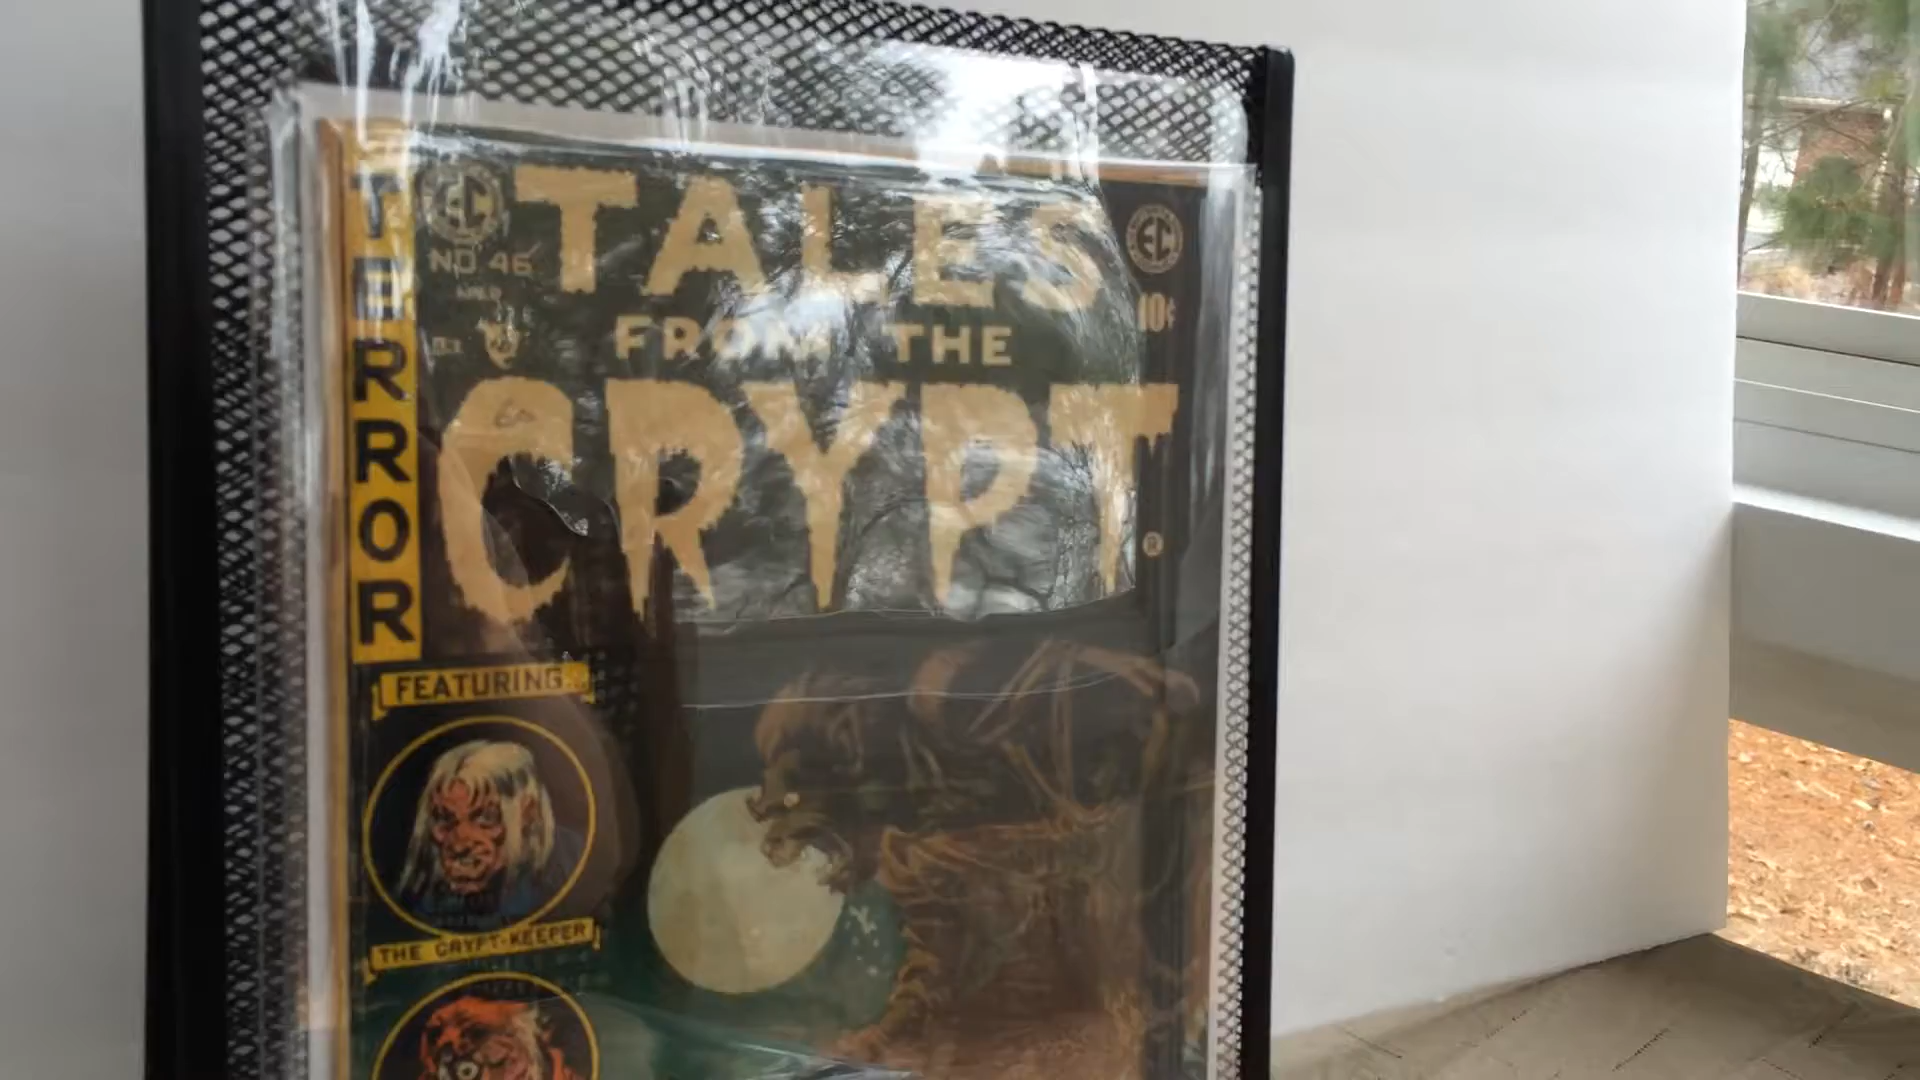 TERROR
EC
NO. 46
TALES
FROM THE
CRYPT
EC
10¢
®
FEATURING...
THE CRYPT-KEEPER